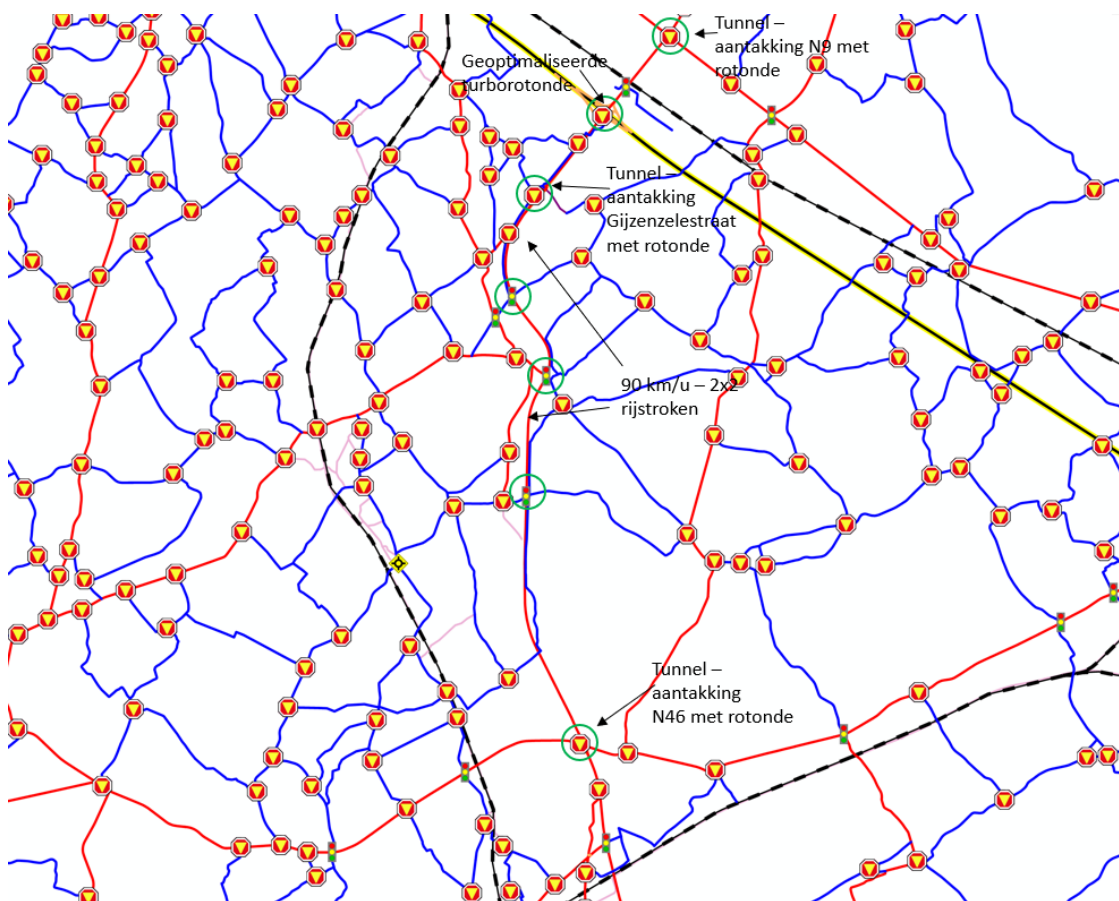 Tunnel –
aantakking N9 met
rotonde
Geoptimaliseerde
turborotonde
Tunnel –
aantakking
Gijzenzelestraat
met rotonde
90 km/u – 2x2
rijstroken
Tunnel –
aantakking
N46 met rotonde